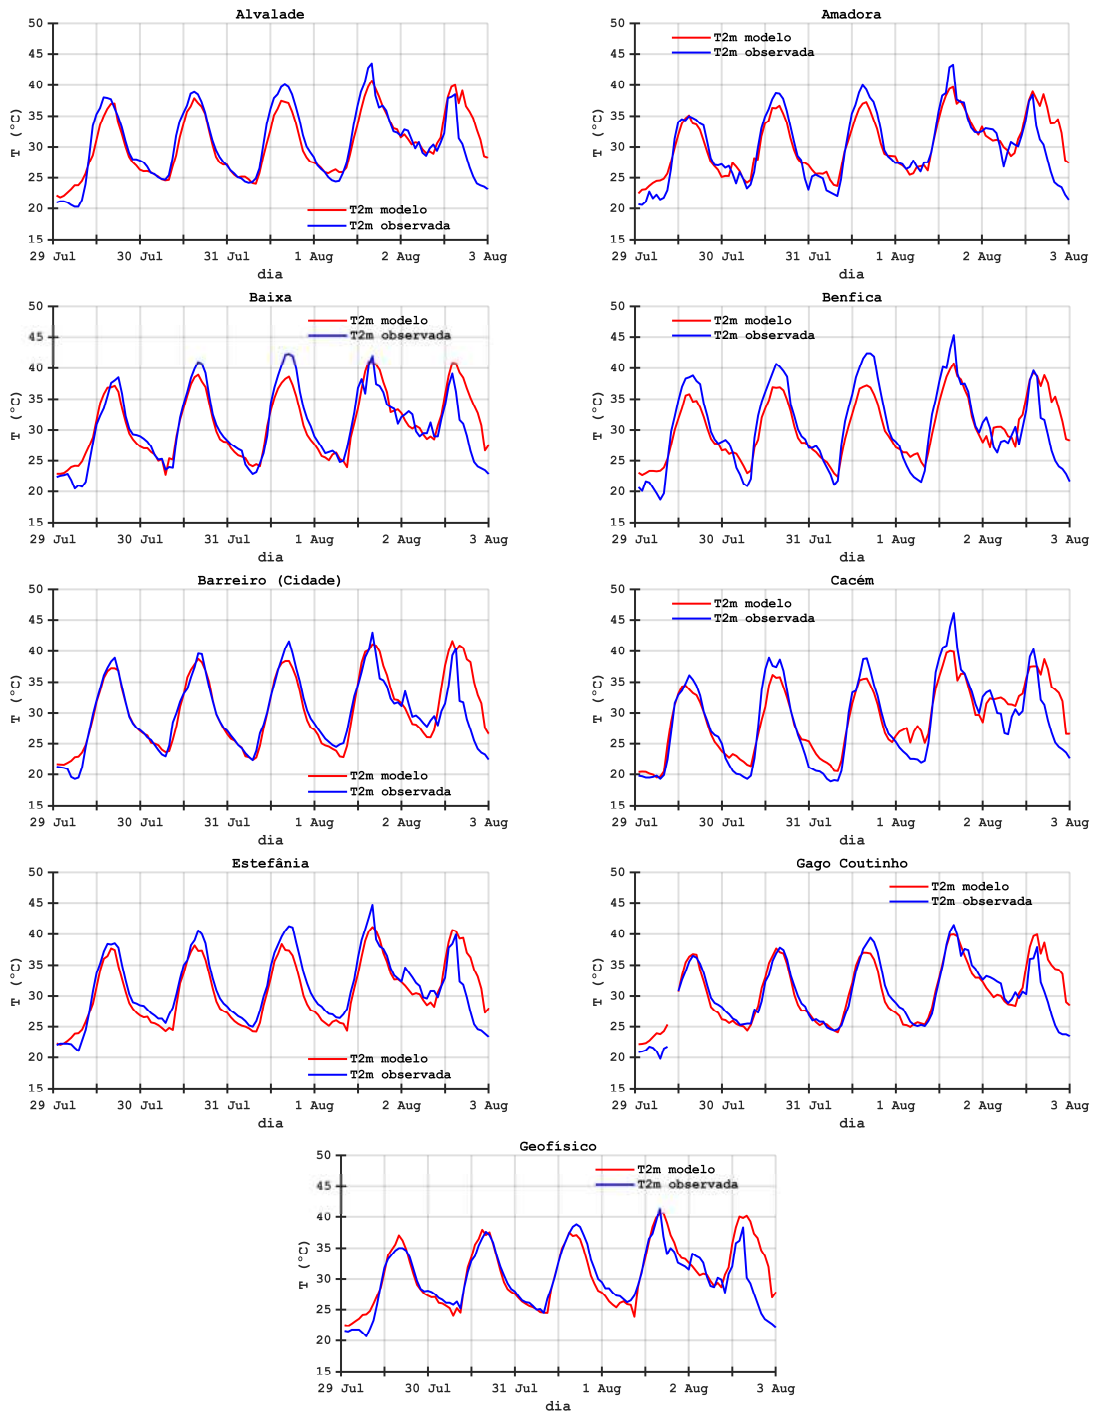 Alvalade
50
45
40
35
30
25
20
15
T (°C)
T2m modelo
T2m observada
29 Jul 30 Jul 31 Jul 1 Aug 2 Aug 3 Aug
dia
Amadora
50
45
40
35
30
25
20
15
T (°C)
T2m modelo
T2m observada
29 Jul 30 Jul 31 Jul 1 Aug 2 Aug 3 Aug
dia
Baixa
50
45
40
35
30
25
20
15
T (°C)
T2m modelo
T2m observada
29 Jul 30 Jul 31 Jul 1 Aug 2 Aug 3 Aug
dia
Benfica
50
45
40
35
30
25
20
15
T (°C)
T2m modelo
T2m observada
29 Jul 30 Jul 31 Jul 1 Aug 2 Aug 3 Aug
dia
Barreiro (Cidade)
50
45
40
35
30
25
20
15
T (°C)
T2m modelo
T2m observada
29 Jul 30 Jul 31 Jul 1 Aug 2 Aug 3 Aug
dia
Cacém
50
45
40
35
30
25
20
15
T (°C)
T2m modelo
T2m observada
29 Jul 30 Jul 31 Jul 1 Aug 2 Aug 3 Aug
dia
Estefânia
50
45
40
35
30
25
20
15
T (°C)
T2m modelo
T2m observada
29 Jul 30 Jul 31 Jul 1 Aug 2 Aug 3 Aug
dia
Gago Coutinho
50
45
40
35
30
25
20
15
T (°C)
T2m modelo
T2m observada
29 Jul 30 Jul 31 Jul 1 Aug 2 Aug 3 Aug
dia
Geofísico
50
45
40
35
30
25
20
15
T (°C)
T2m modelo
T2m observada
29 Jul 30 Jul 31 Jul 1 Aug 2 Aug 3 Aug
dia